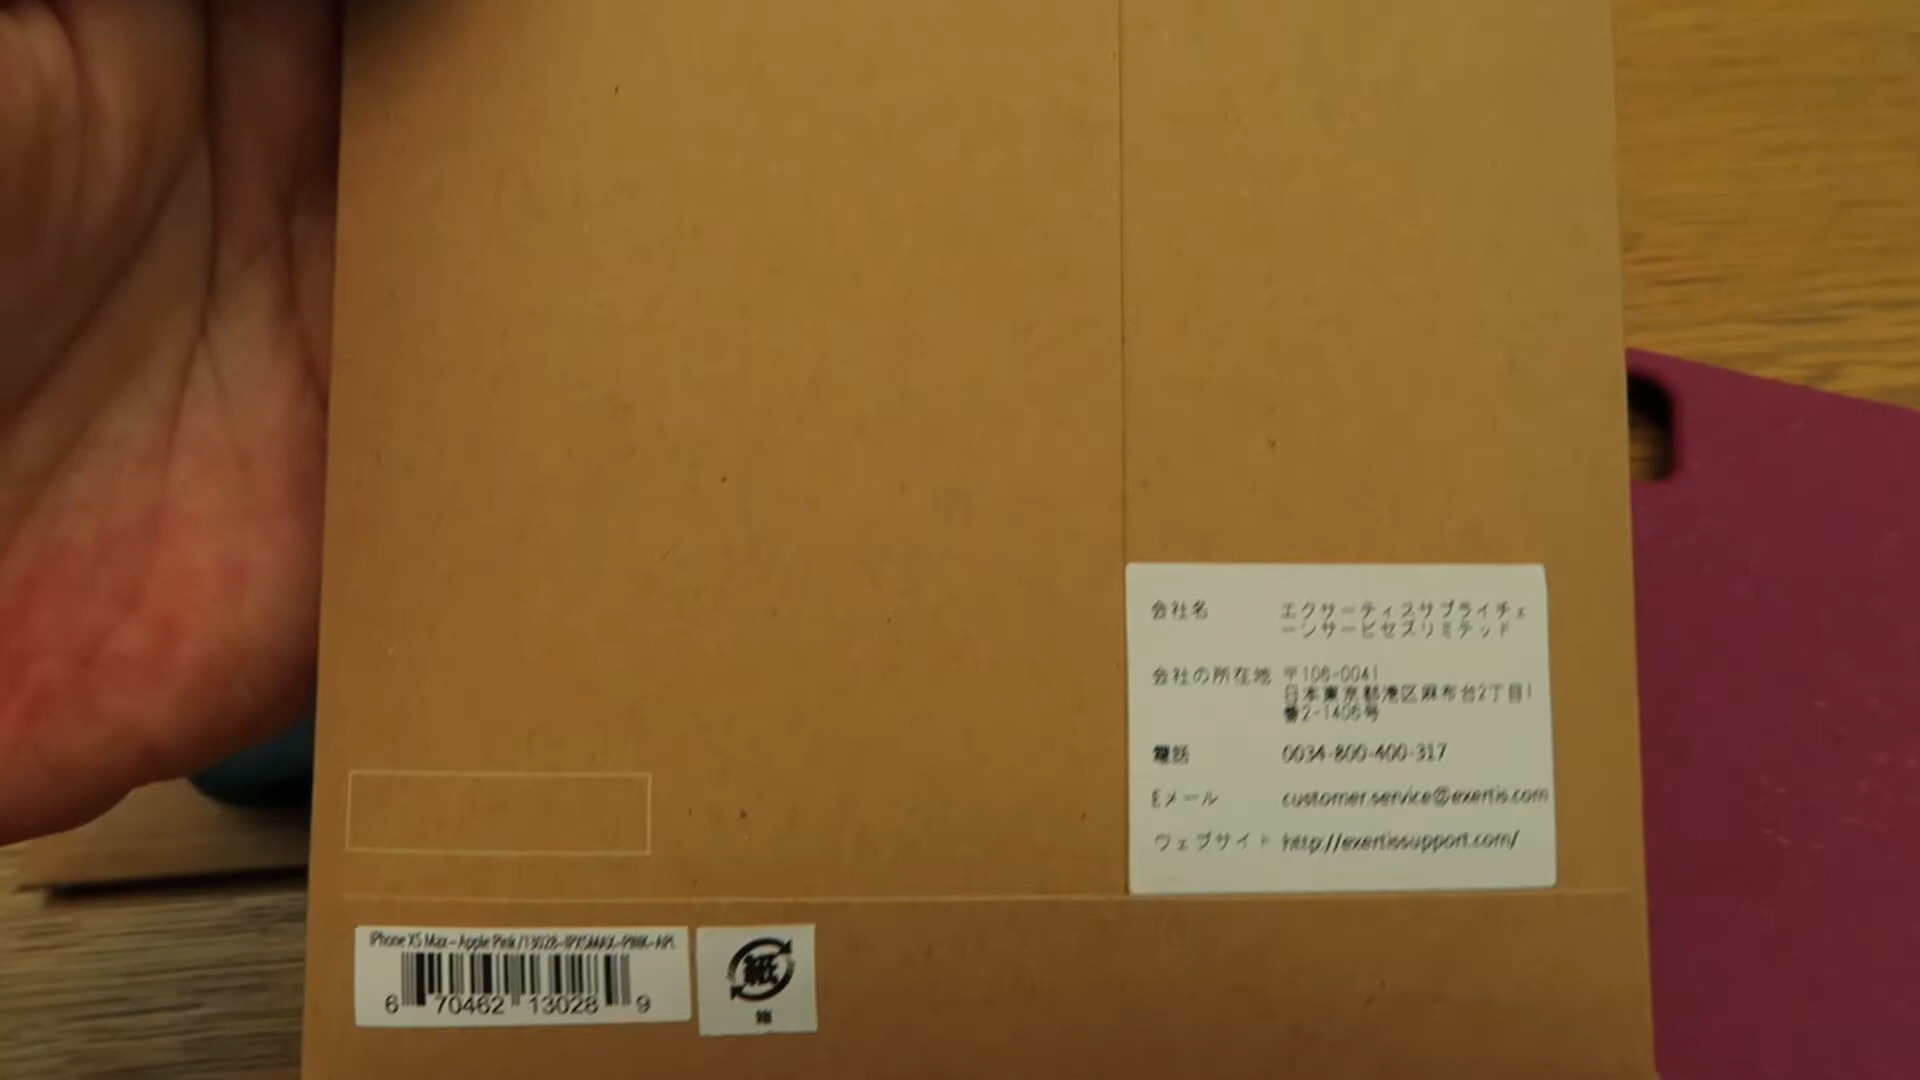 会社名 エクサーティスサプライチェ
ーンサービセズリミテッド
会社の所在地 〒106-0041
日本東京都港区麻布台2丁目1
番2-1406号
電話 0034-800-400-317
Eメール customer.service@exertis.com
ウェブサイト http://exertissupport.com/
iPhone XS Max - Apple Pink / 13028-IPXSMAX-PINK-APL
6 70462 13028 9
紙
箱